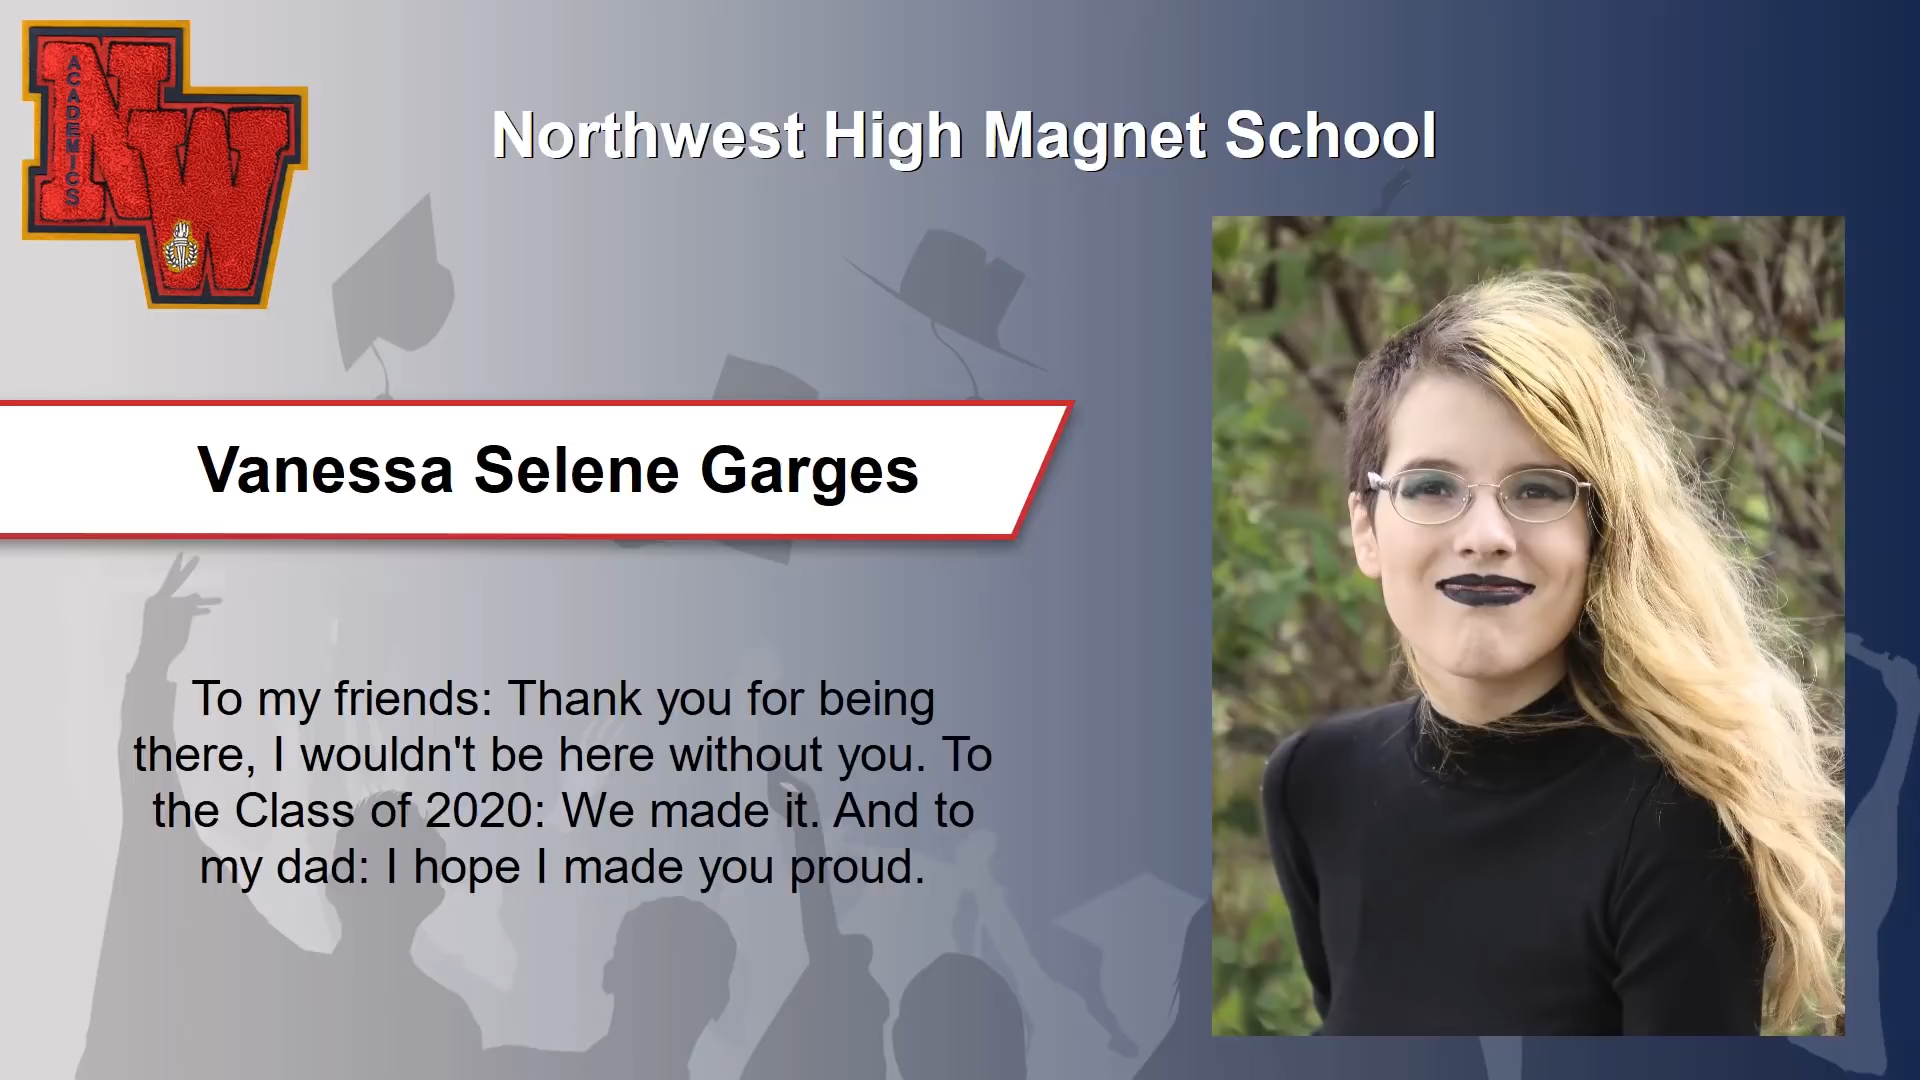 NW
ACADEMICS
Northwest High Magnet School
Vanessa Selene Garges
To my friends: Thank you for being
there, I wouldn't be here without you. To
the Class of 2020: We made it. And to
my dad: I hope I made you proud.